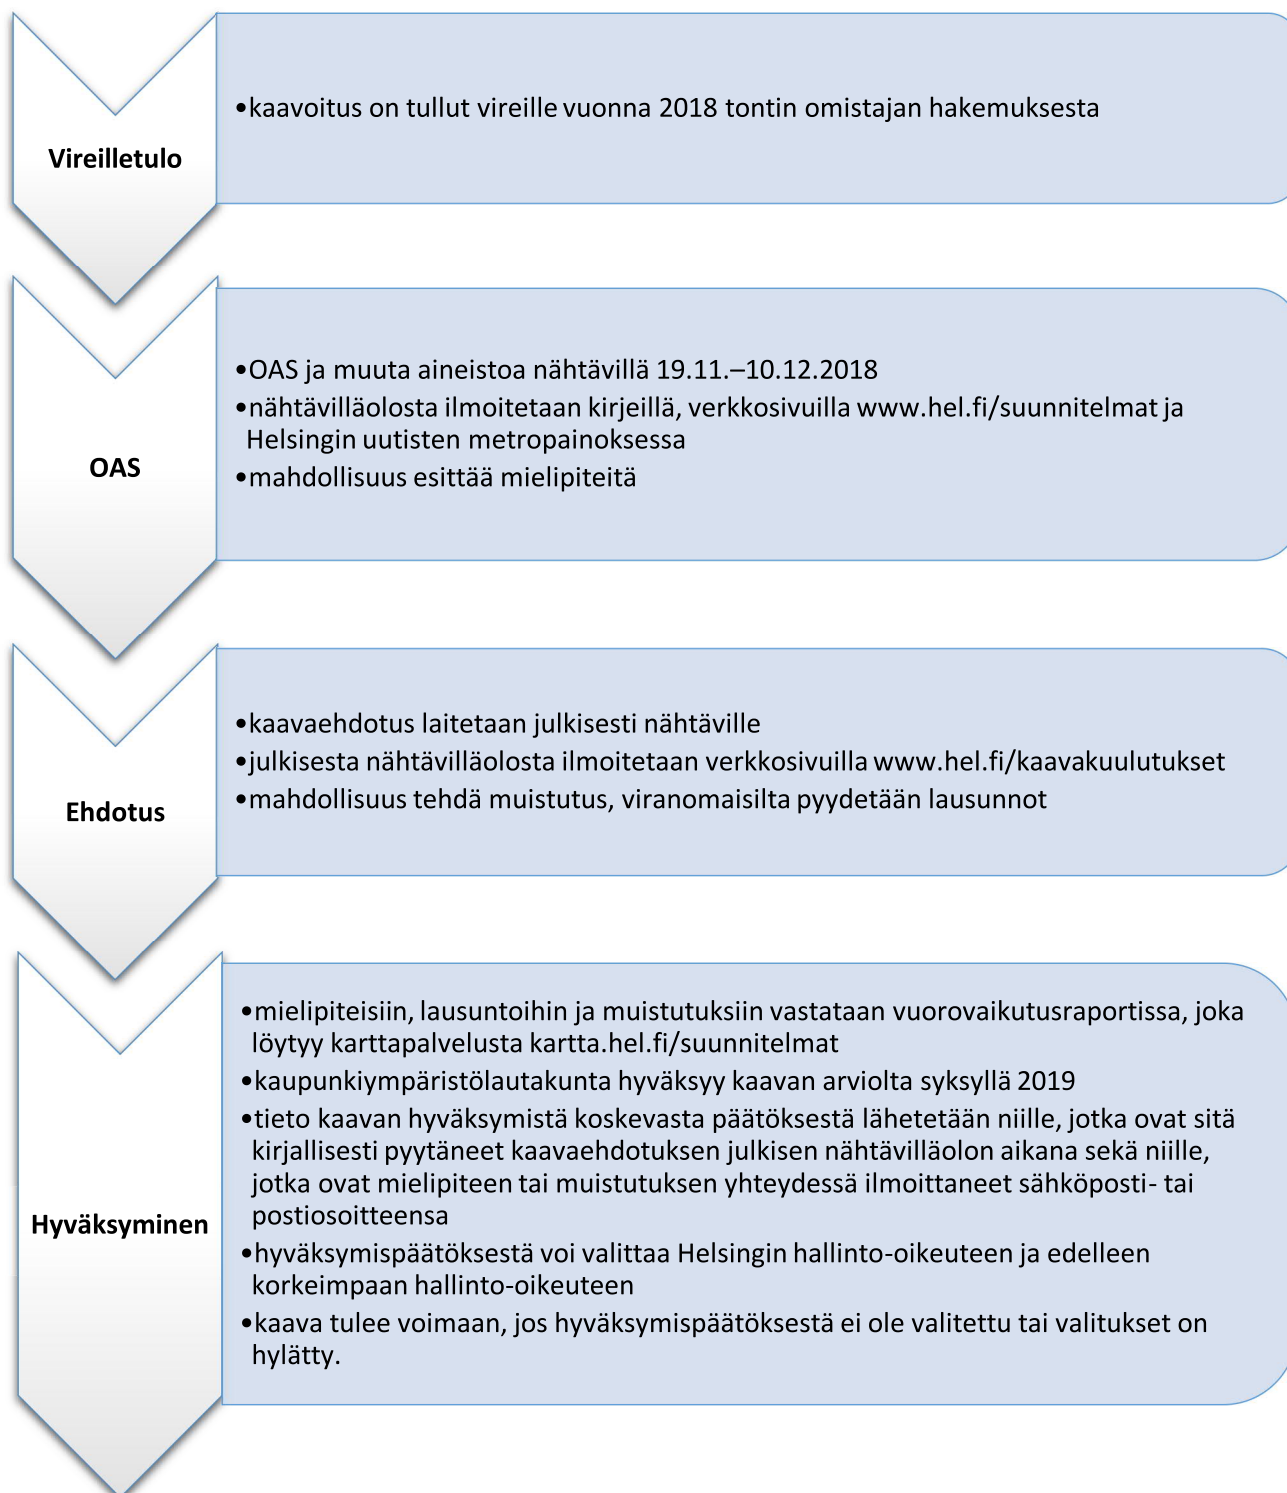 Vireilletulo
•kaavoitus on tullut vireille vuonna 2018 tontin omistajan hakemuksesta
OAS
•OAS ja muuta aineistoa nähtävillä 19.11.–10.12.2018
•nähtävilläolosta ilmoitetaan kirjeillä, verkkosivuilla www.hel.fi/suunnitelmat ja
Helsingin uutisten metropainoksessa
•mahdollisuus esittää mielipiteitä
Ehdotus
•kaavaehdotus laitetaan julkisesti nähtäville
•julkisesta nähtävilläolosta ilmoitetaan verkkosivuilla www.hel.fi/kaavakuulutukset
•mahdollisuus tehdä muistutus, viranomaisilta pyydetään lausunnot
Hyväksyminen
•mielipiteisiin, lausuntoihin ja muistutuksiin vastataan vuorovaikutusraportissa, joka
löytyy karttapalvelusta kartta.hel.fi/suunnitelmat
•kaupunkiympäristölautakunta hyväksyy kaavan arviolta syksyllä 2019
•tieto kaavan hyväksymistä koskevasta päätöksestä lähetetään niille, jotka ovat sitä
kirjallisesti pyytäneet kaavaehdotuksen julkisen nähtävilläolon aikana sekä niille,
jotka ovat mielipiteen tai muistutuksen yhteydessä ilmoittaneet sähköposti- tai
postiosoitteensa
•hyväksymispäätöksestä voi valittaa Helsingin hallinto-oikeuteen ja edelleen
korkeimpaan hallinto-oikeuteen
•kaava tulee voimaan, jos hyväksymispäätöksestä ei ole valitettu tai valitukset on
hylätty.